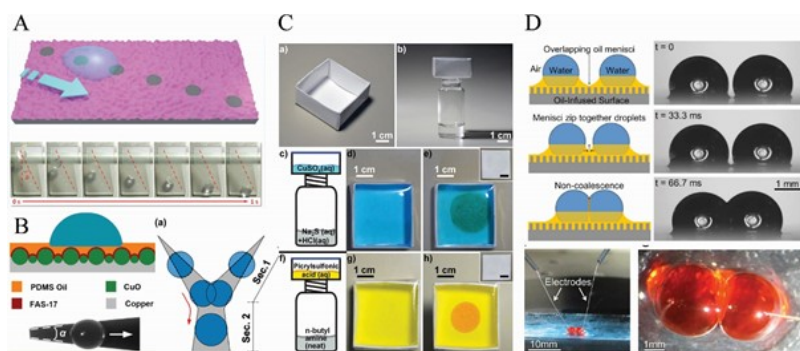 A
0 s
1 s
B
PDMS Oil
CuO
FAS-17
Copper
α
(a)
Sec.1
Sec. 2
C
a)
b)
1 cm
1 cm
c)
CuSO₄(aq)
Na₂S (aq)
+HCl(aq)
d)
1 cm
e)
1 cm
f)
Picrylsulfonic
acid (aq)
n-butyl
amine (neat)
g)
1 cm
h)
1 cm
D
Overlapping oil menisci
Air
Water
Water
Oil-Infused Surface
t = 0
Menisci zip together droplets
t = 33.3 ms
Non-coalescence
t = 66.7 ms
1 mm
Electrodes
10mm
1mm